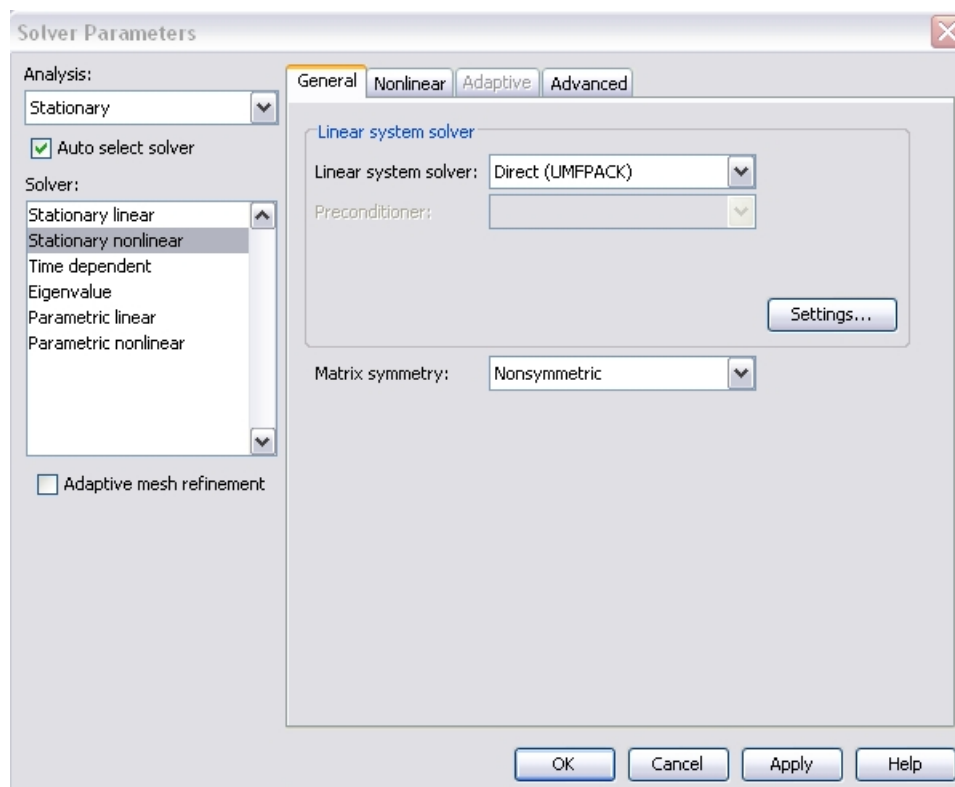 Solver Parameters
Analysis:
Stationary
Auto select solver
Solver:
Stationary linear
Stationary nonlinear
Time dependent
Eigenvalue
Parametric linear
Parametric nonlinear
Adaptive mesh refinement
General Nonlinear Adaptive Advanced
Linear system solver
Linear system solver: Direct (UMFPACK)
Preconditioner:
Settings...
Matrix symmetry: Nonsymmetric
OK Cancel Apply Help